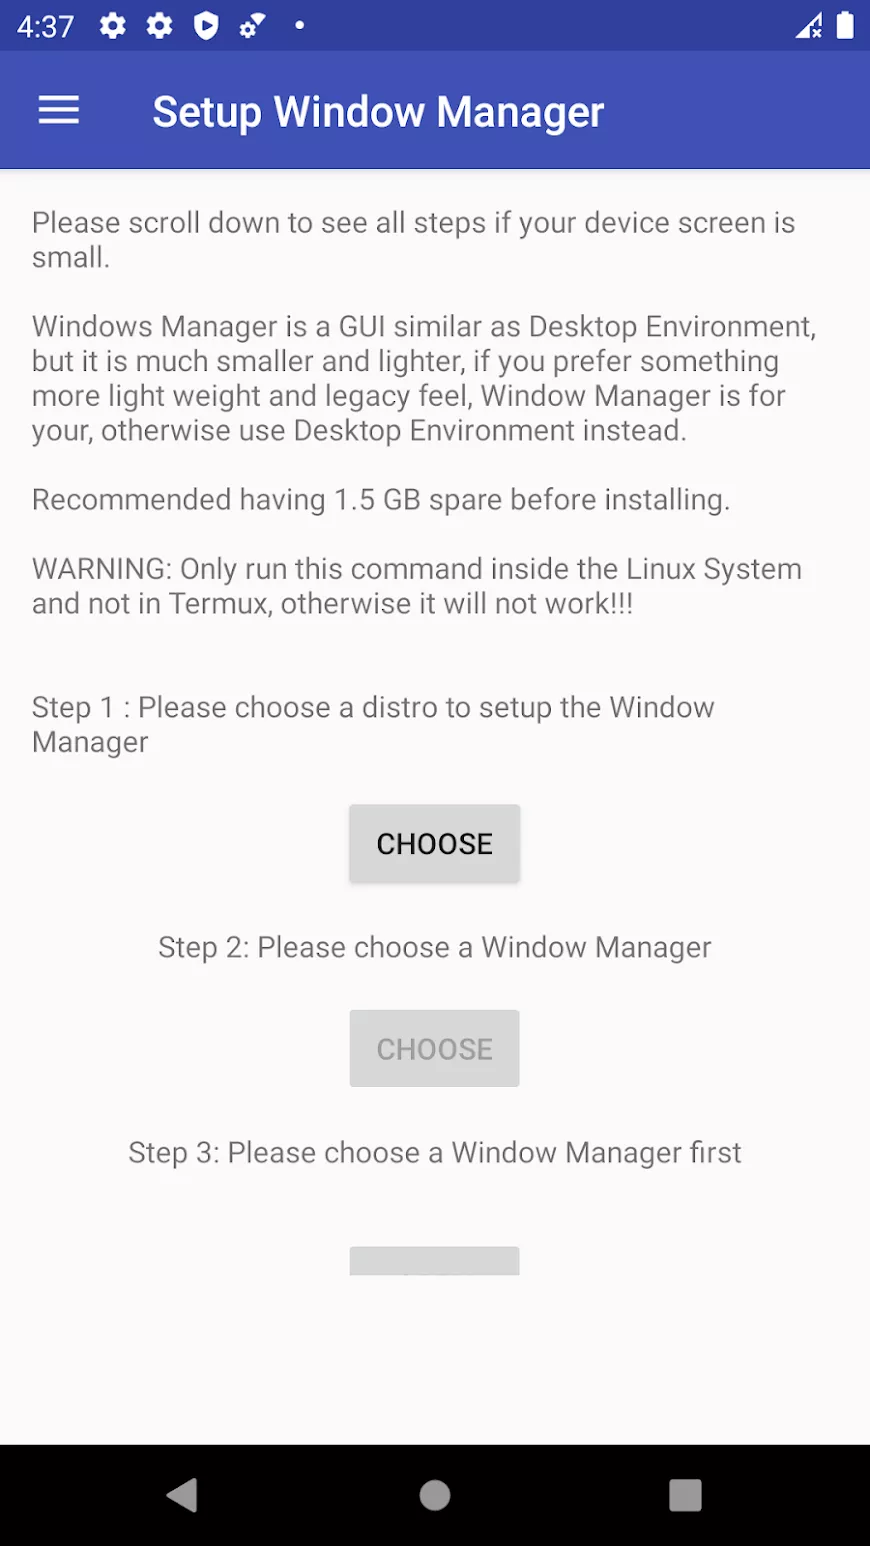 4:37
Setup Window Manager
Please scroll down to see all steps if your device screen is
small.
Windows Manager is a GUI similar as Desktop Environment,
but it is much smaller and lighter, if you prefer something
more light weight and legacy feel, Window Manager is for
your, otherwise use Desktop Environment instead.
Recommended having 1.5 GB spare before installing.
WARNING: Only run this command inside the Linux System
and not in Termux, otherwise it will not work!!!
Step 1 : Please choose a distro to setup the Window
Manager
CHOOSE
Step 2: Please choose a Window Manager
CHOOSE
Step 3: Please choose a Window Manager first